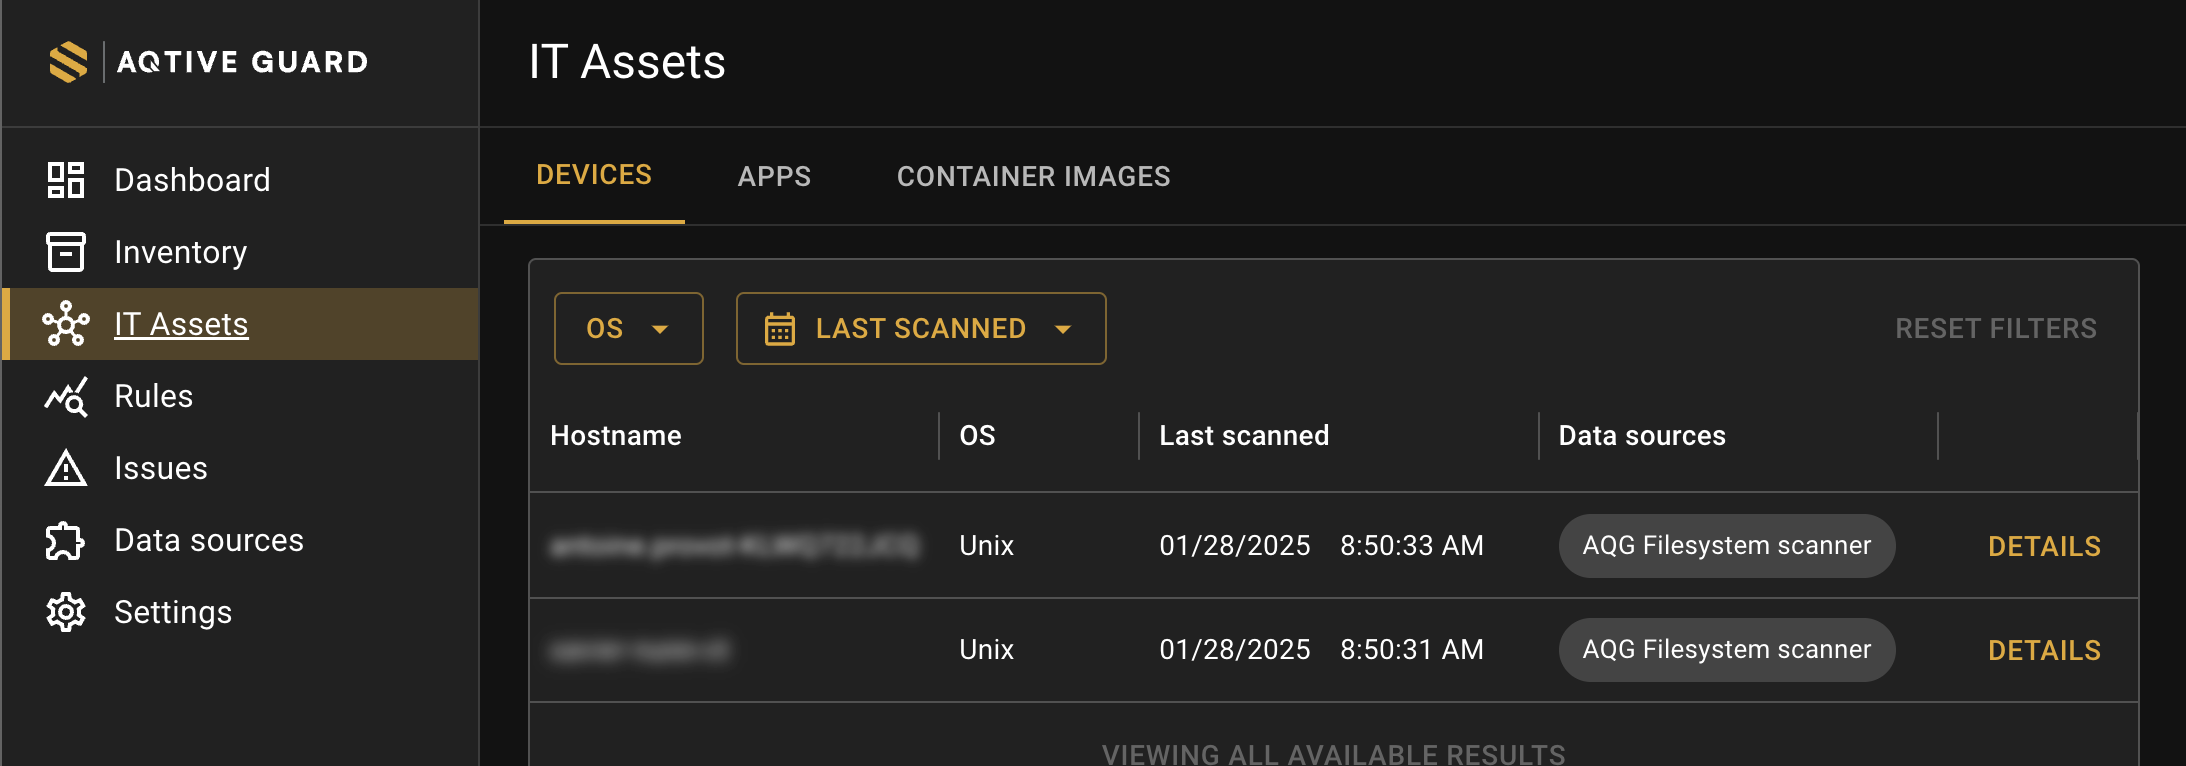 AQTIVE GUARD
Dashboard
Inventory
IT Assets
Rules
Issues
Data sources
Settings
IT Assets
DEVICES APPS CONTAINER IMAGES
OS LAST SCANNED RESET FILTERS
Hostname OS Last scanned Data sources
Unix 01/28/2025 8:50:33 AM AQG Filesystem scanner DETAILS
Unix 01/28/2025 8:50:31 AM AQG Filesystem scanner DETAILS
VIEWING ALL AVAILABLE RESULTS